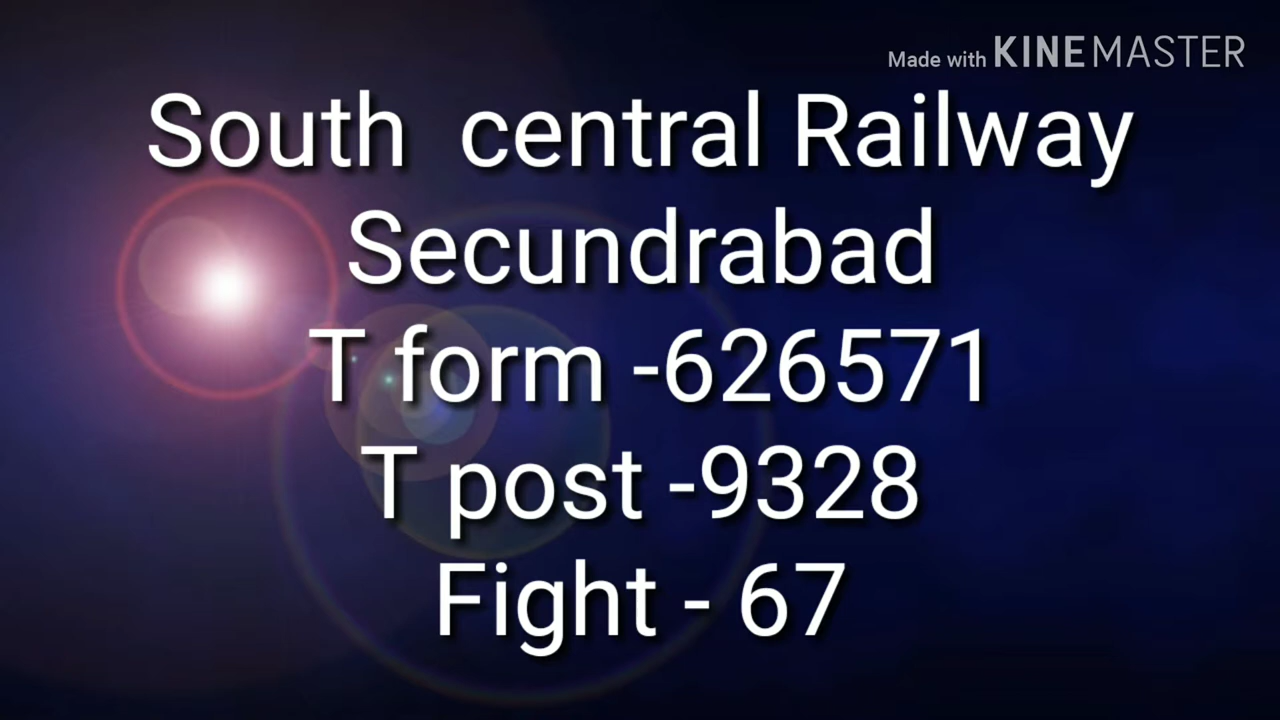 Made with KINEMASTER
South central Railway
Secundrabad
T form -626571
T post -9328
Fight - 67